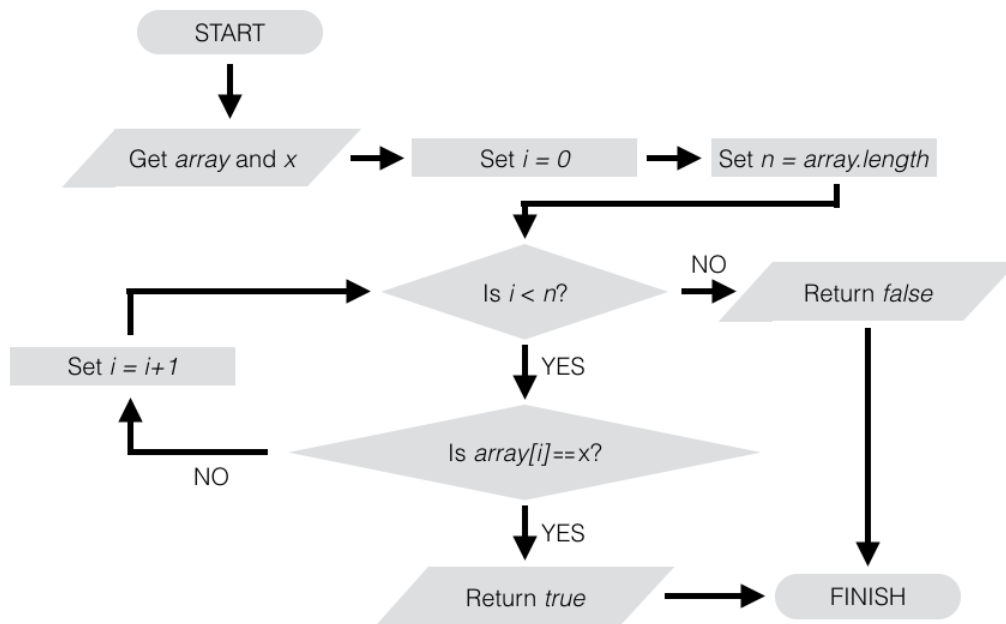 START
Get array and x
Set i = 0
Set n = array.length
Is i < n?
NO
Return false
Set i = i+1
YES
Is array[i]==x?
NO
YES
Return true
FINISH